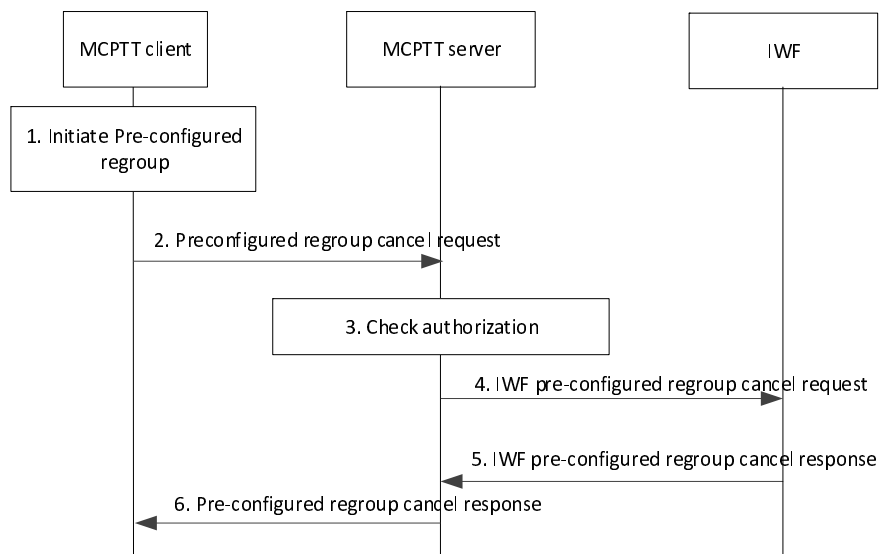 MCPTT client
MCPTT server
IWF
1. Initiate Pre-configured
regroup
2. Preconfigured regroup cancel request
3. Check authorization
4. IWF pre-configured regroup cancel request
5. IWF pre-configured regroup cancel response
6. Pre-configured regroup cancel response